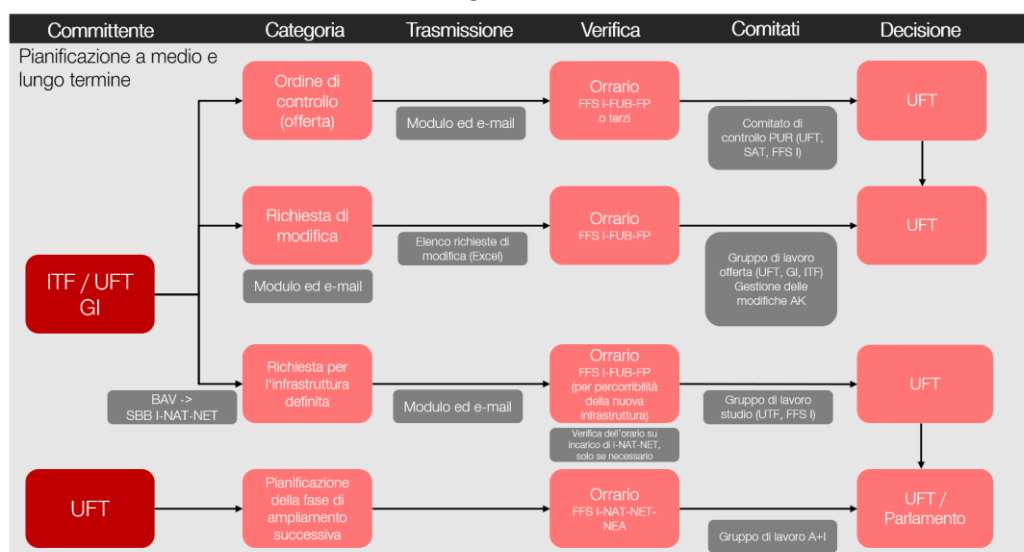 Committente
Categoria
Trasmissione
Verifica
Comitati
Decisione
Pianificazione a medio e
lungo termine
Ordine di
controllo
(offerta)
Modulo ed e-mail
Orrario
FFS I-FUB-FP
o terzi
Comitato di
controllo PUR (UFT,
SAT, FFS I)
UFT
Richiesta di
modifica
Modulo ed e-mail
Elenco richieste di
modifica (Excel)
Orrario
FFS I-FUB-FP
Gruppo di lavoro
offerta (UFT, GI, ITF)
Gestione delle
modifiche AK
UFT
ITF / UFT
GI
BAV ->
SBB I-NAT-NET
Richiesta per
l'infrastruttura
definita
Modulo ed e-mail
Orrario
FFS I-FUB-FP
(per percorribilità
della nuova
infrastruttura)
Verifica dell'orario su
incarico di I-NAT-NET,
solo se necessario
Gruppo di lavoro
studio (UTF, FFS I)
UFT
UFT
Pianificazione
della fase di
ampliamento
successiva
Orrario
FFS I-NAT-NET-
NEA
Gruppo di lavoro A+I
UFT /
Parlamento